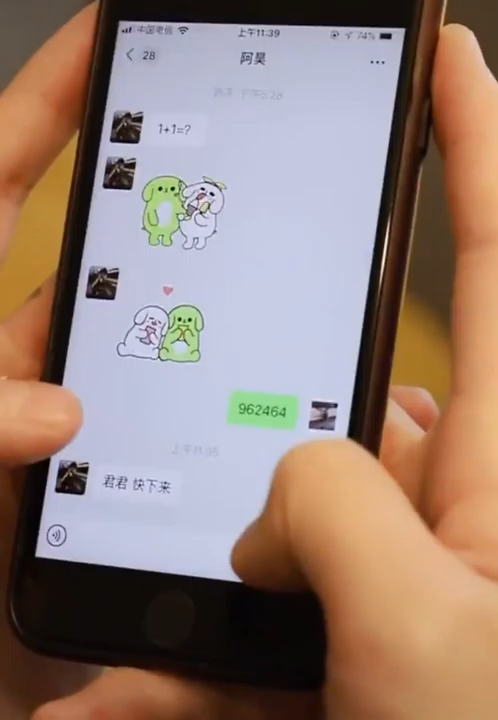 中国电信 上午11:39 74%
28 阿昊
1+1=?
962464
上午11:35
君君 快下来